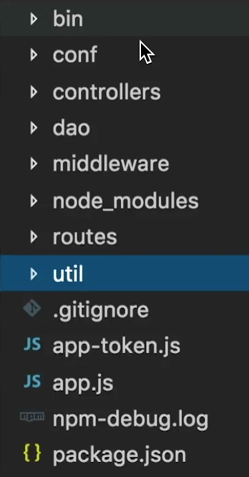 bin
conf
controllers
dao
middleware
node_modules
routes
util
.gitignore
JS app-token.js
JS app.js
npm npm-debug.log
{ } package.json